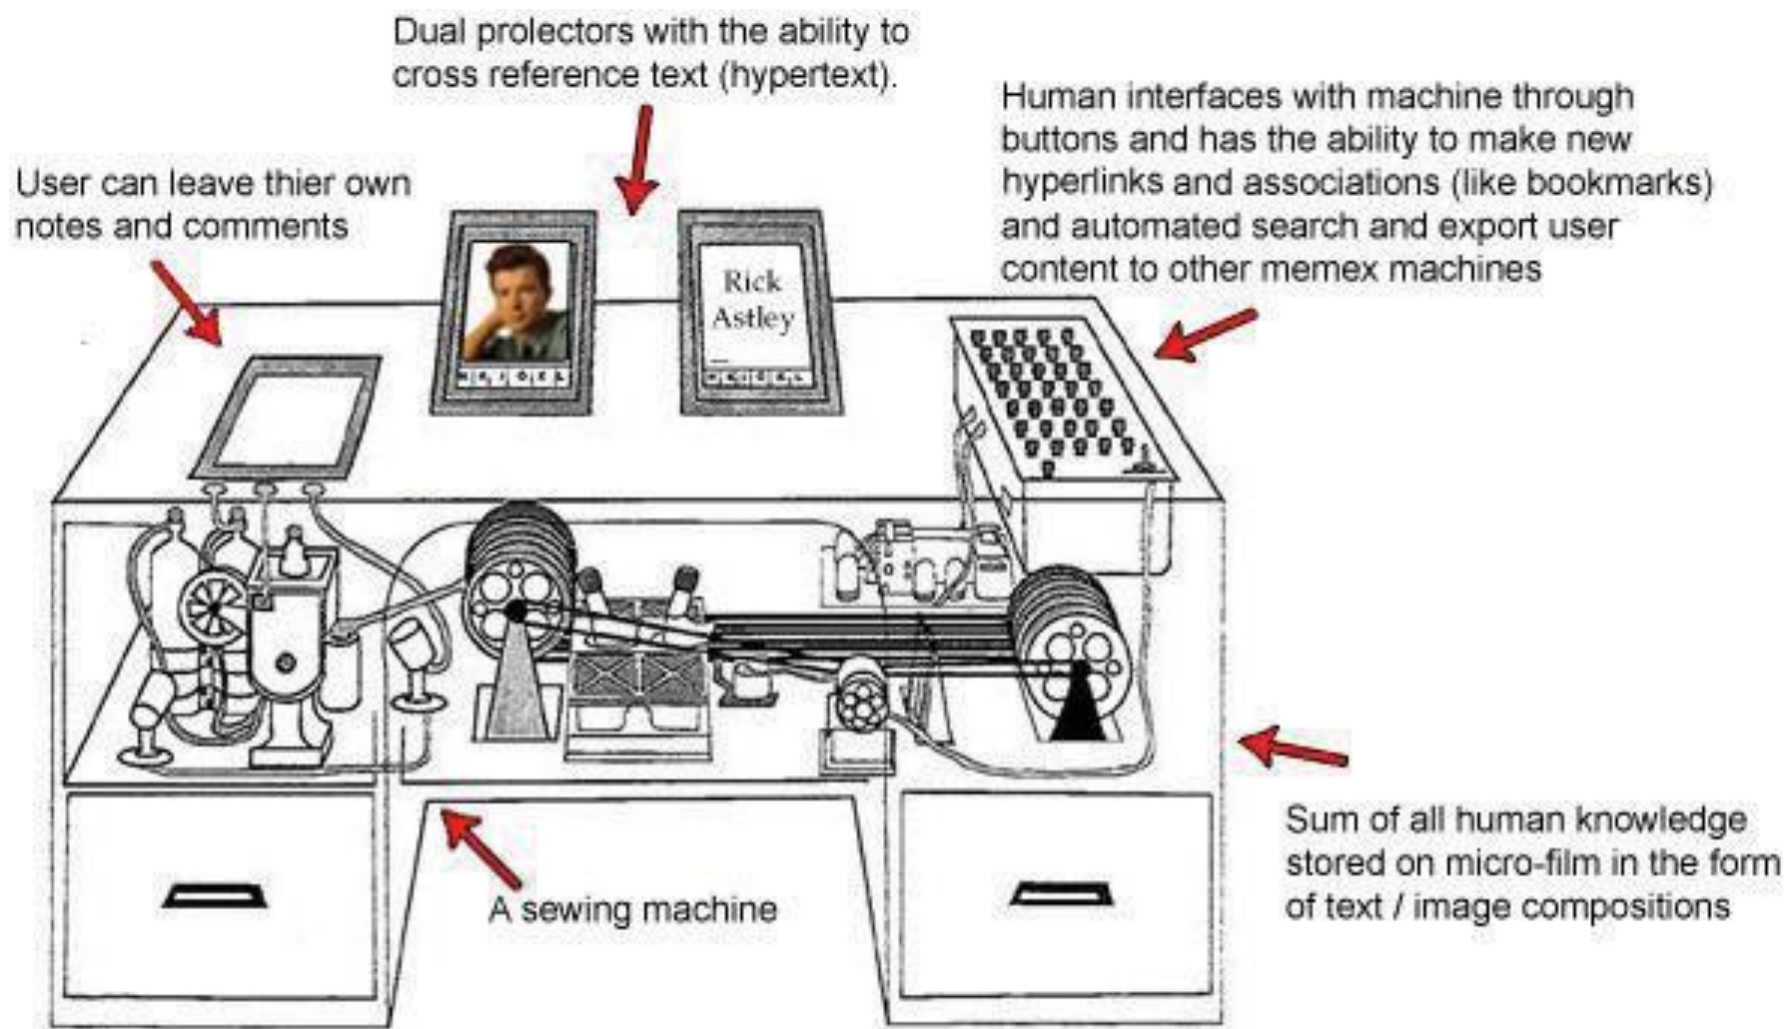 Dual prolectors with the ability to
cross reference text (hypertext).
Human interfaces with machine through
buttons and has the ability to make new
hyperlinks and associations (like bookmarks)
and automated search and export user
content to other memex machines
User can leave thier own
notes and comments
Rick
Astley
A sewing machine
Sum of all human knowledge
stored on micro-film in the form
of text / image compositions